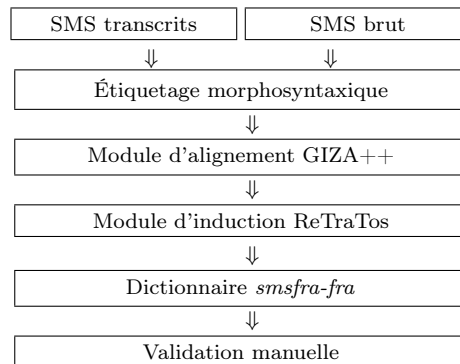 SMS transcrits
SMS brut
⇓ ⇓
Étiquetage morphosyntaxique
⇓
Module d'alignement GIZA++
⇓
Module d'induction ReTraTos
⇓
Dictionnaire smsfra-fra
⇓
Validation manuelle